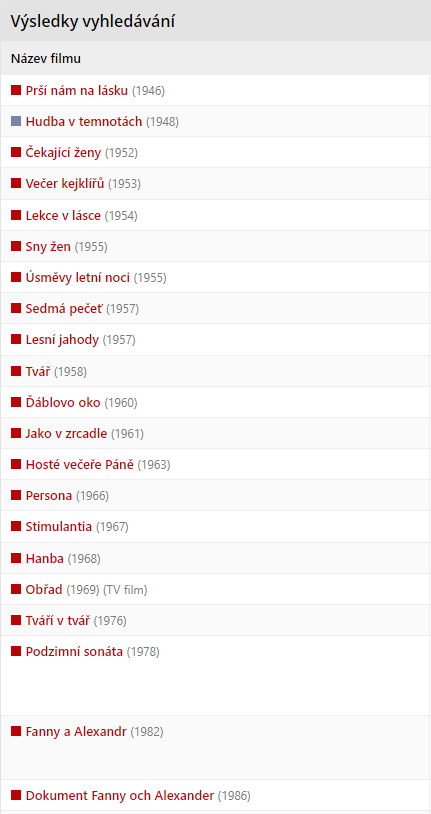 Výsledky vyhledávání
Název filmu
Prší nám na lásku (1946)
Hudba v temnotách (1948)
Čekající ženy (1952)
Večer kejklířů (1953)
Lekce v lásce (1954)
Sny žen (1955)
Úsměvy letní noci (1955)
Sedmá pečeť (1957)
Lesní jahody (1957)
Tvář (1958)
Ďáblovo oko (1960)
Jako v zrcadle (1961)
Hosté večeře Páně (1963)
Persona (1966)
Stimulantia (1967)
Hanba (1968)
Obřad (1969) (TV film)
Tváří v tvář (1976)
Podzimní sonáta (1978)
Fanny a Alexandr (1982)
Dokument Fanny och Alexander (1986)